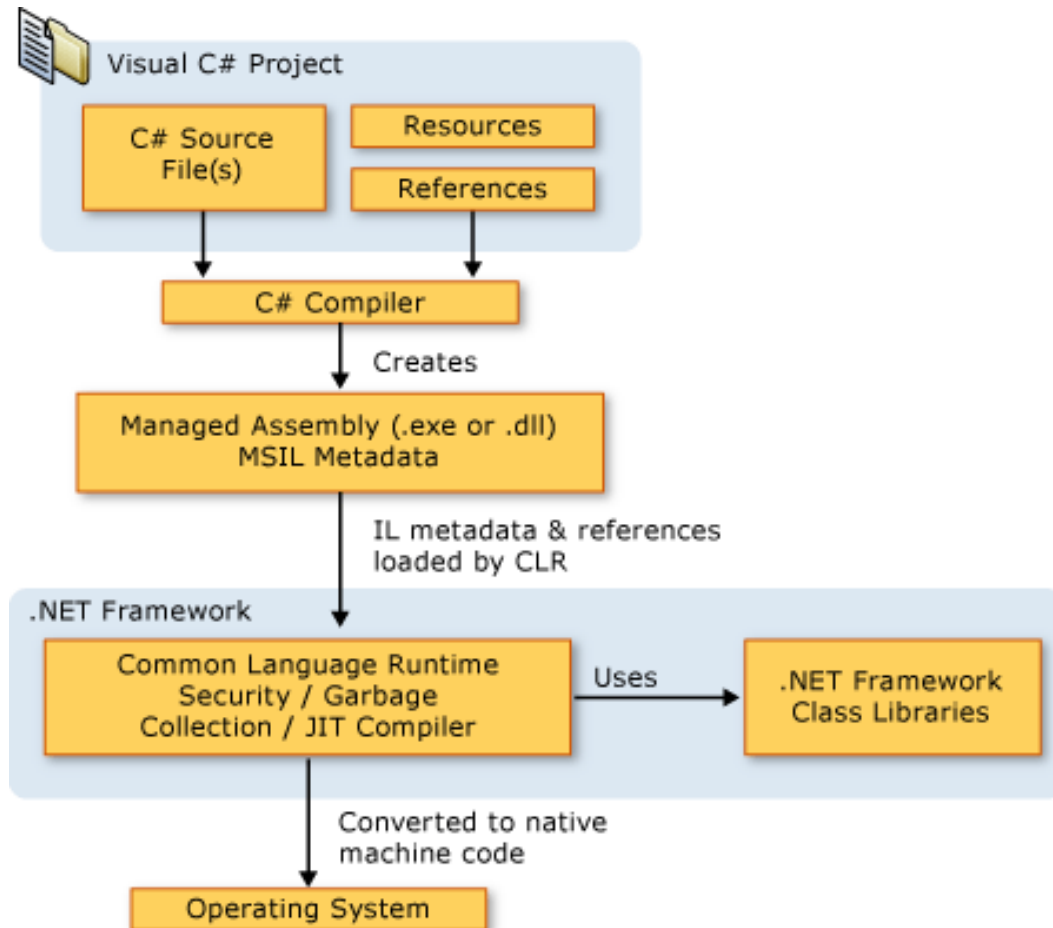 Visual C# Project
C# Source
File(s)
Resources
References
C# Compiler
Creates
Managed Assembly (.exe or .dll)
MSIL Metadata
IL metadata & references
loaded by CLR
.NET Framework
Common Language Runtime
Security / Garbage
Collection / JIT Compiler
Uses
.NET Framework
Class Libraries
Converted to native
machine code
Operating System